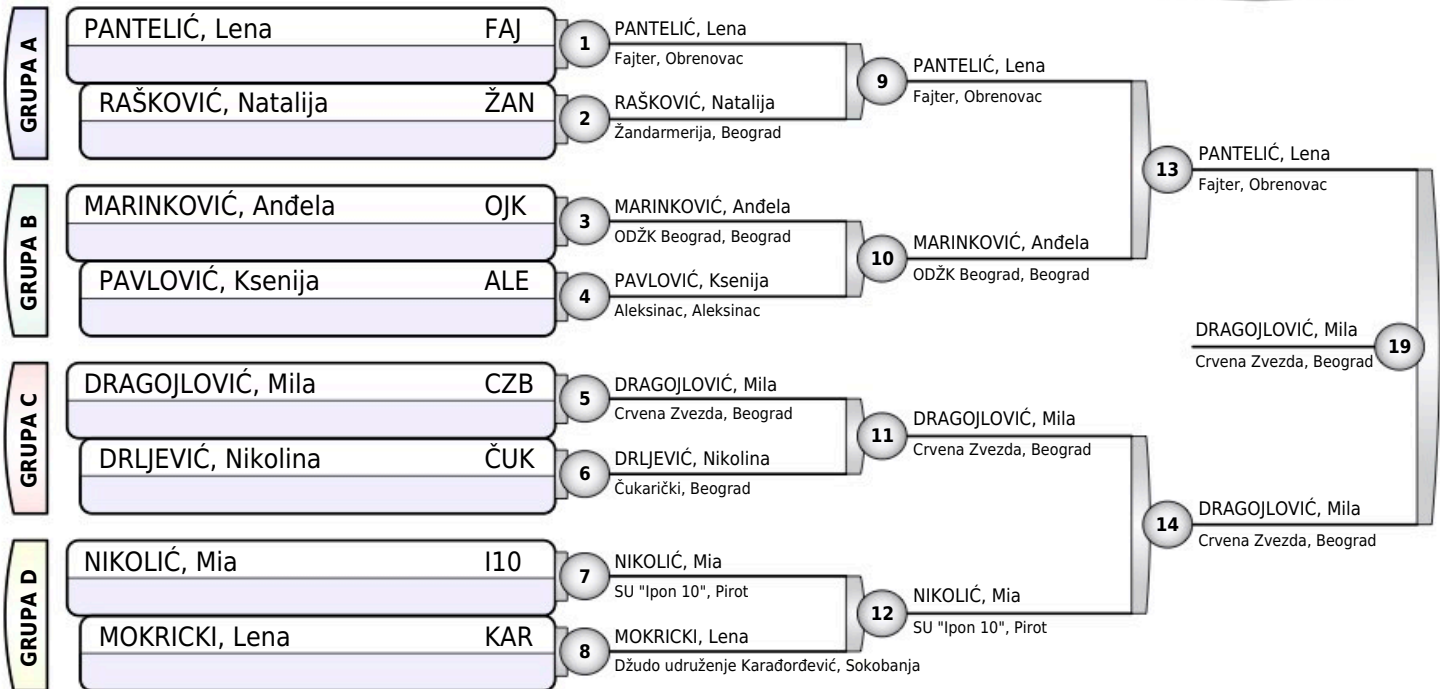 GRUPA A
PANTELIĆ, Lena FAJ
RAŠKOVIĆ, Natalija ŽAN
GRUPA B
MARINKOVIĆ, Anđela OJK
PAVLOVIĆ, Ksenija ALE
GRUPA C
DRAGOJLOVIĆ, Mila CZB
DRLJEVIĆ, Nikolina ČUK
GRUPA D
NIKOLIĆ, Mia I10
MOKRICKI, Lena KAR
1
PANTELIĆ, Lena
Fajter, Obrenovac
2
RAŠKOVIĆ, Natalija
Žandarmerija, Beograd
3
MARINKOVIĆ, Anđela
ODŽK Beograd, Beograd
4
PAVLOVIĆ, Ksenija
Aleksinac, Aleksinac
5
DRAGOJLOVIĆ, Mila
Crvena Zvezda, Beograd
6
DRLJEVIĆ, Nikolina
Čukarički, Beograd
7
NIKOLIĆ, Mia
SU "Ipon 10", Pirot
8
MOKRICKI, Lena
Džudo udruženje Karađorđević, Sokobanja
9
PANTELIĆ, Lena
Fajter, Obrenovac
10
MARINKOVIĆ, Anđela
ODŽK Beograd, Beograd
11
DRAGOJLOVIĆ, Mila
Crvena Zvezda, Beograd
12
NIKOLIĆ, Mia
SU "Ipon 10", Pirot
13
PANTELIĆ, Lena
Fajter, Obrenovac
14
DRAGOJLOVIĆ, Mila
Crvena Zvezda, Beograd
DRAGOJLOVIĆ, Mila
Crvena Zvezda, Beograd
19